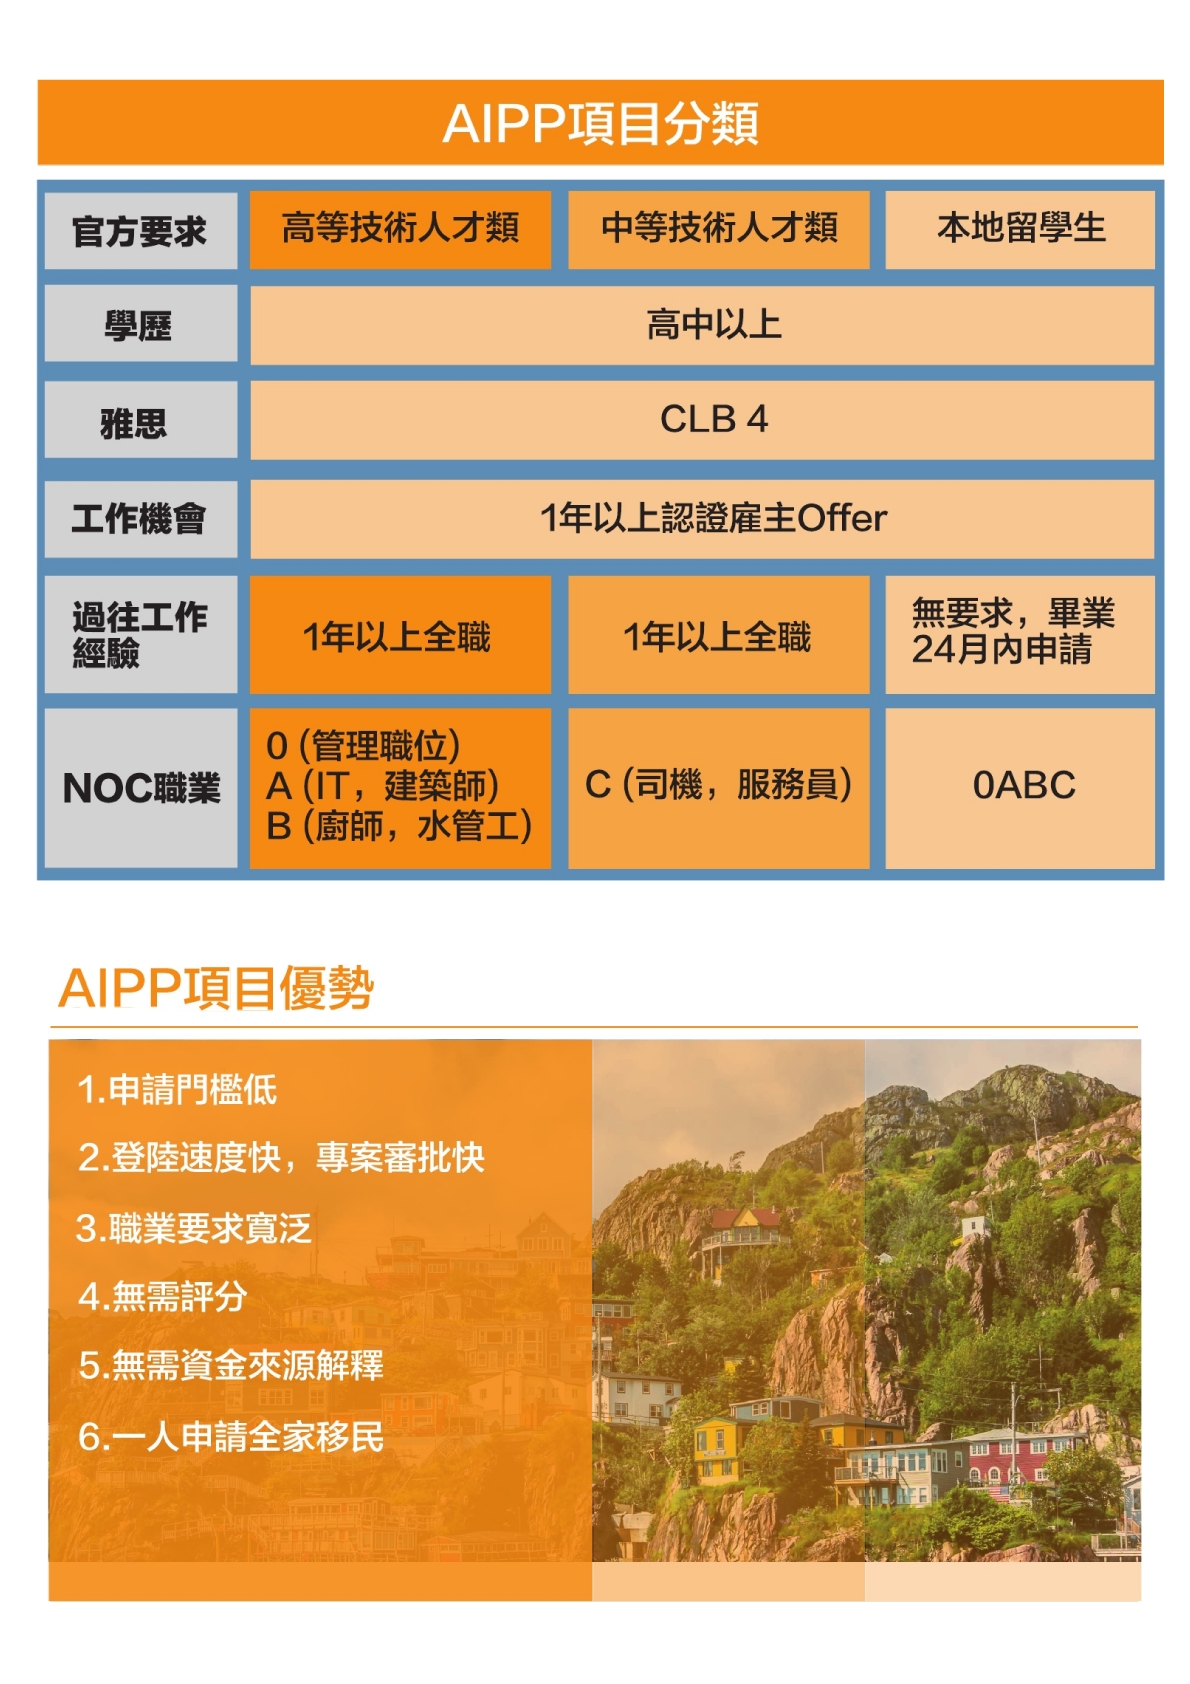 AIPP項目分類
官方要求 高等技術人才類 中等技術人才類 本地留學生
學歷 高中以上
雅思 CLB 4
工作機會 1年以上認證雇主Offer
過往工作
經驗
1年以上全職 1年以上全職
無要求，畢業
24月內申請
NOC職業
0 (管理職位)
A (IT，建築師)
B (廚師，水管工)
C (司機，服務員)
0ABC
AIPP項目優勢
1.申請門檻低
2.登陸速度快，專案審批快
3.職業要求寬泛
4.無需評分
5.無需資金來源解釋
6.一人申請全家移民